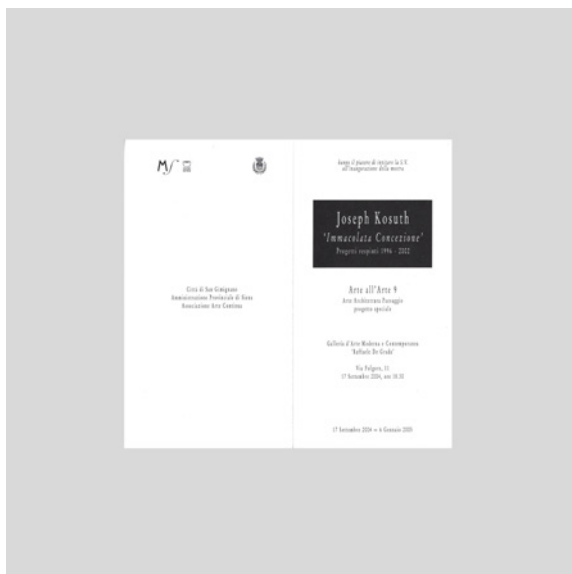 Città di San Gimignano
Amministrazione Provinciale di Siena
Associazione Arte Continua
hanno il piacere di invitare la S.V.
all'inaugurazione della mostra
Joseph Kosuth
"Immacolata Concezione"
Progetti respinti 1996 - 2002
Arte all'Arte 9
Arte Architettura Paesaggio
progetto speciale
Galleria d'Arte Moderna e Contemporanea
"Raffaele De Grada"
Via Folgore, 11
17 Settembre 2004, ore 18.30
17 Settembre 2004 – 6 Gennaio 2005